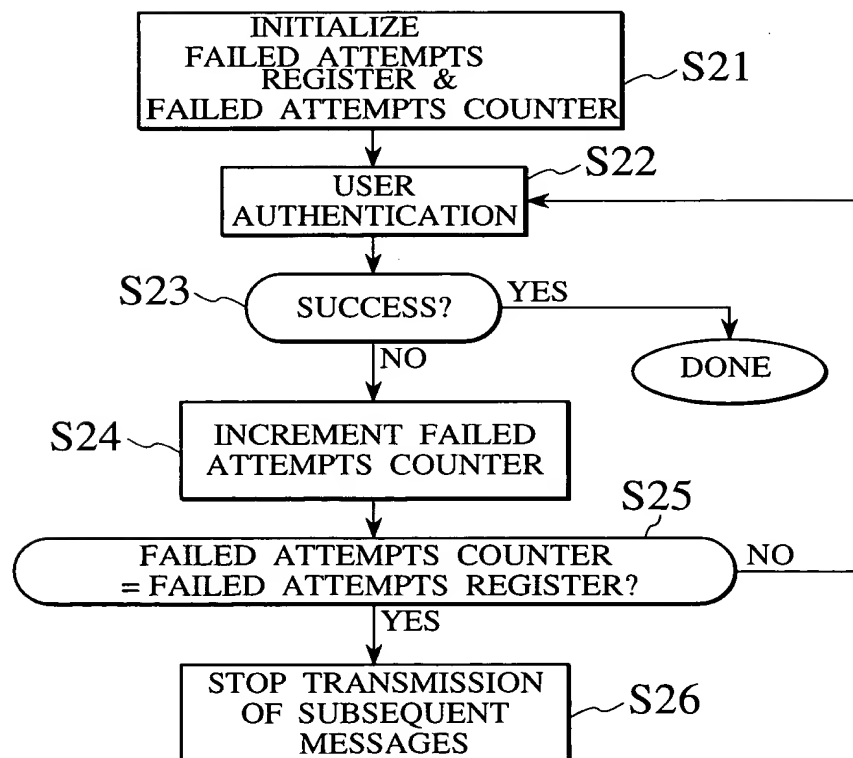 INITIALIZE
FAILED ATTEMPTS
REGISTER &
FAILED ATTEMPTS COUNTER
S21
USER
AUTHENTICATION
S22
S23
SUCCESS?
YES
NO
DONE
S24
INCREMENT FAILED
ATTEMPTS COUNTER
S25
FAILED ATTEMPTS COUNTER
= FAILED ATTEMPTS REGISTER?
NO
YES
STOP TRANSMISSION
OF SUBSEQUENT
MESSAGES
S26